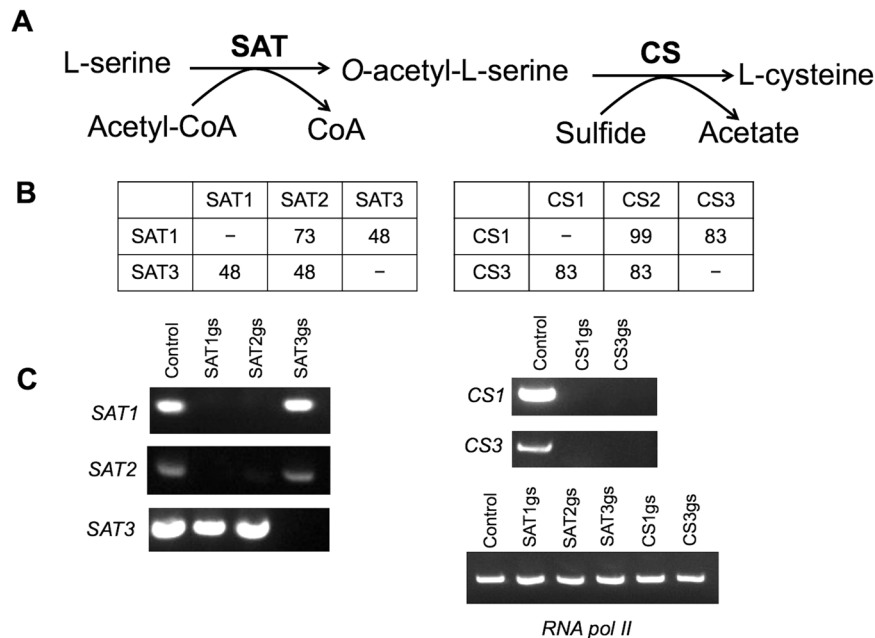 A
L-serine SAT O-acetyl-L-serine CS L-cysteine
Acetyl-CoA CoA Sulfide Acetate
B
SAT1 SAT2 SAT3
SAT1 – 73 48
SAT3 48 48 –
CS1 CS2 CS3
CS1 – 99 83
CS3 83 83 –
C
Control SAT1gs SAT2gs SAT3gs
SAT1
SAT2
SAT3
Control CS1gs CS3gs
CS1
CS3
Control SAT1gs SAT2gs SAT3gs CS1gs CS3gs
RNA pol II